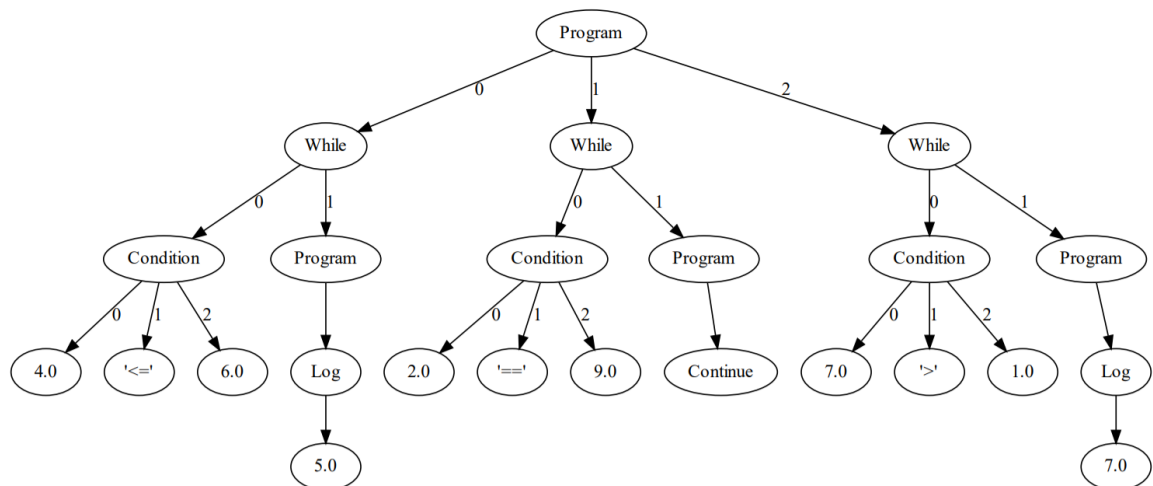 Program
0 1 2
While While While
0 1 0 1 0 1
Condition Program Condition Program Condition Program
0 1 2 0 1 2 0 1 2
4.0 '<=' 6.0 Log 2.0 '==' 9.0 Continue 7.0 '>' 1.0 Log
5.0 7.0